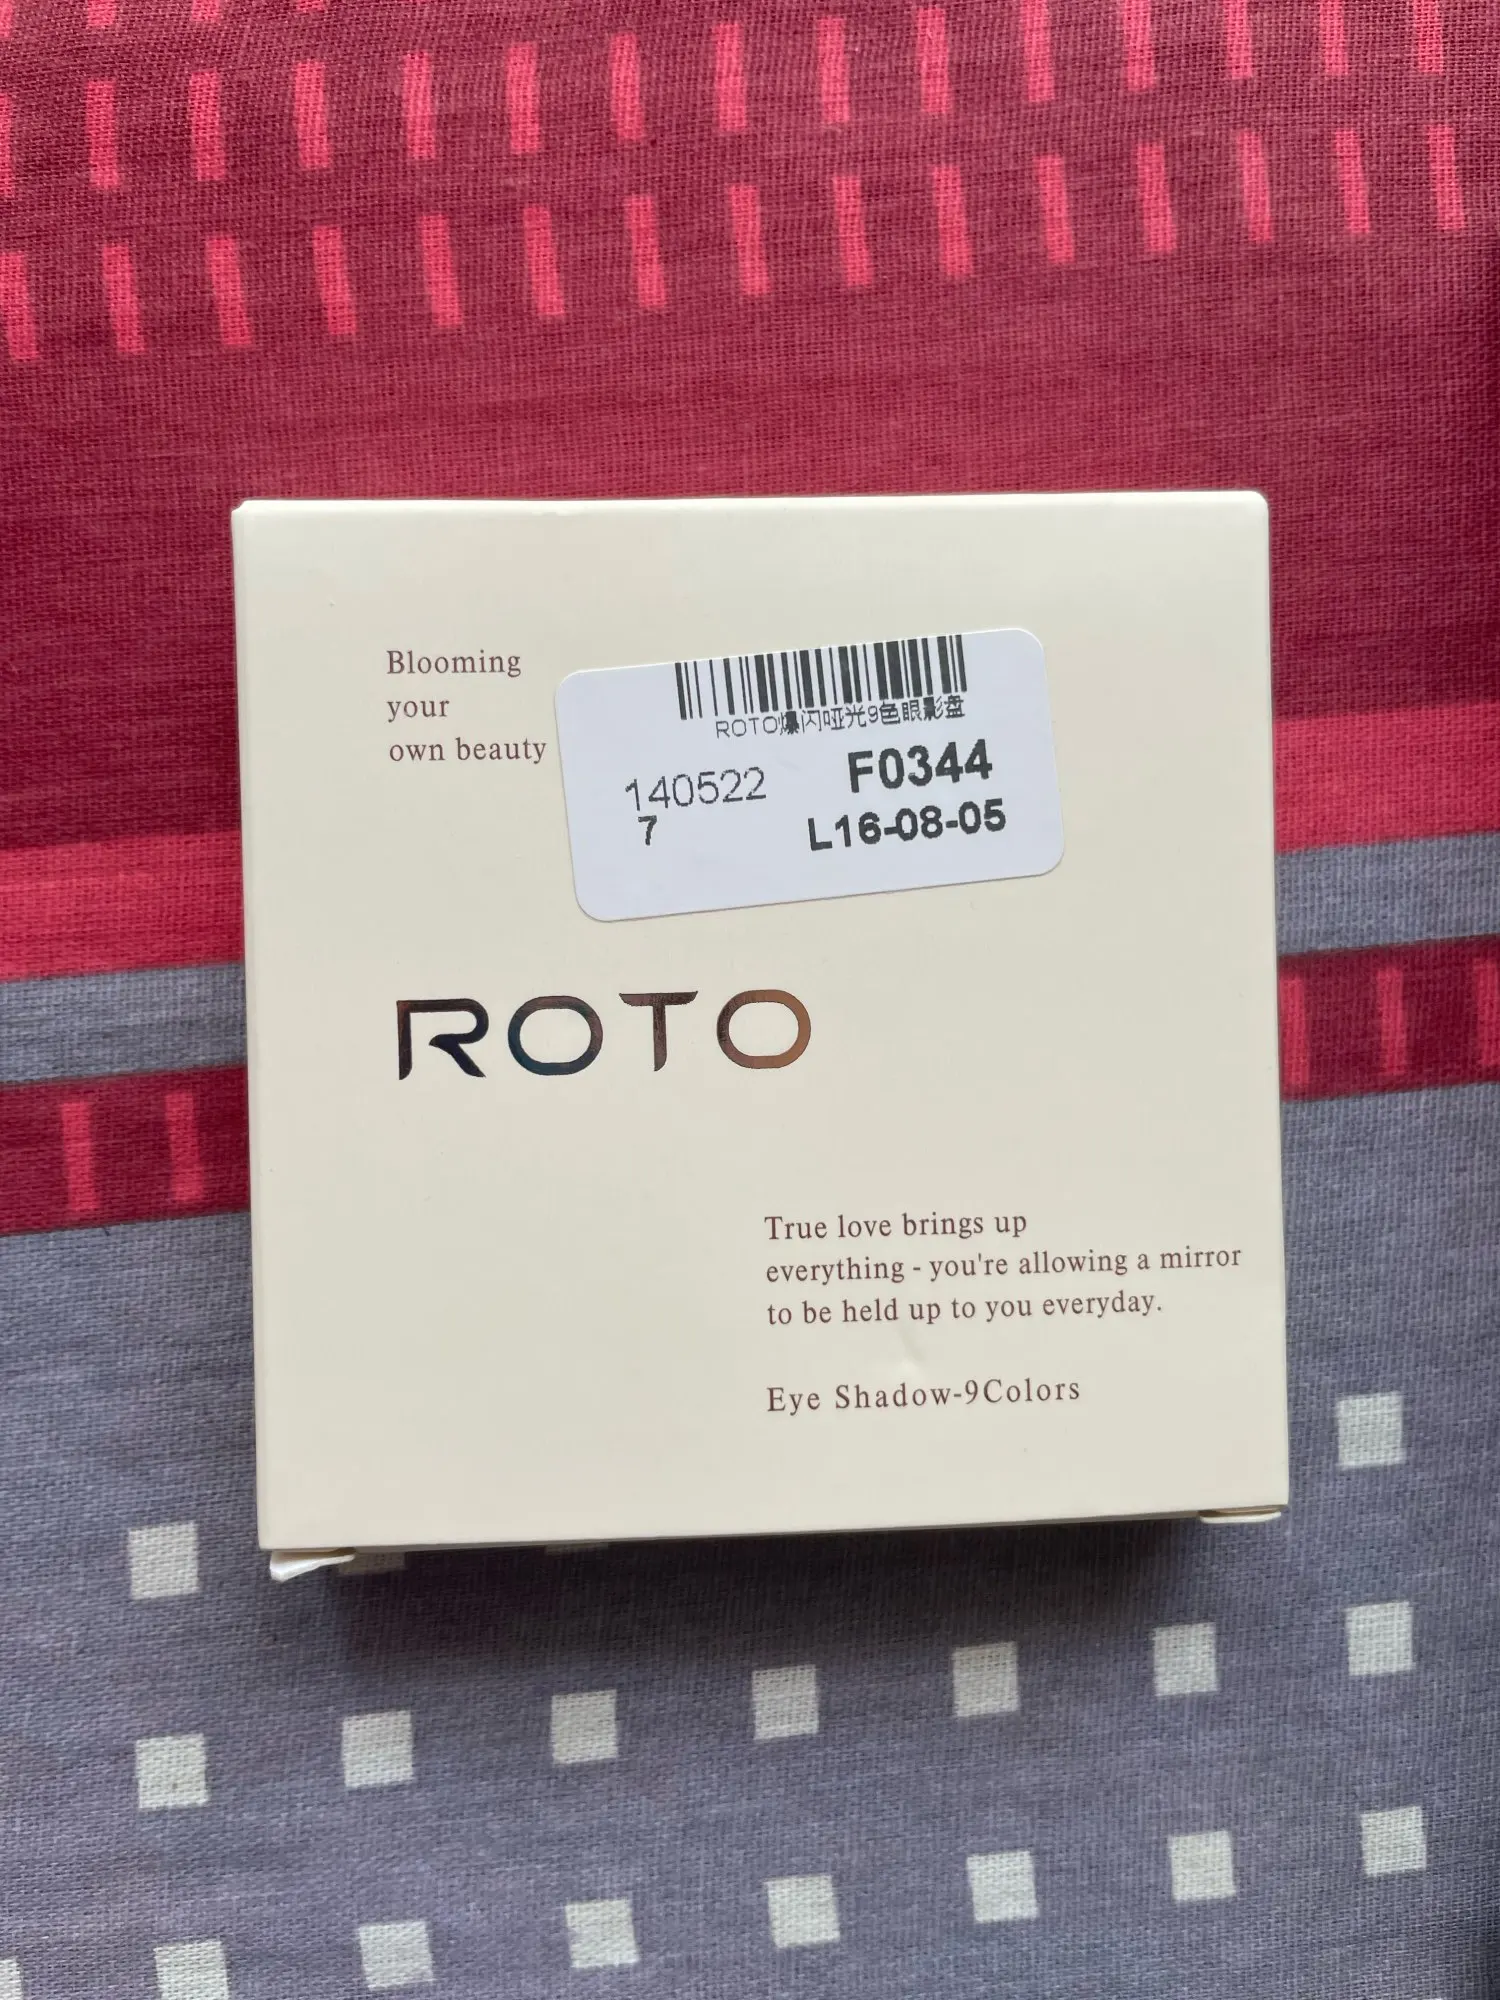 Blooming
your
own beauty
ROTO爆闪哑光9色眼影盘
140522
7
F0344
L16-08-05
ROTO
True love brings up
everything - you're allowing a mirror
to be held up to you everyday.
Eye Shadow-9Colors